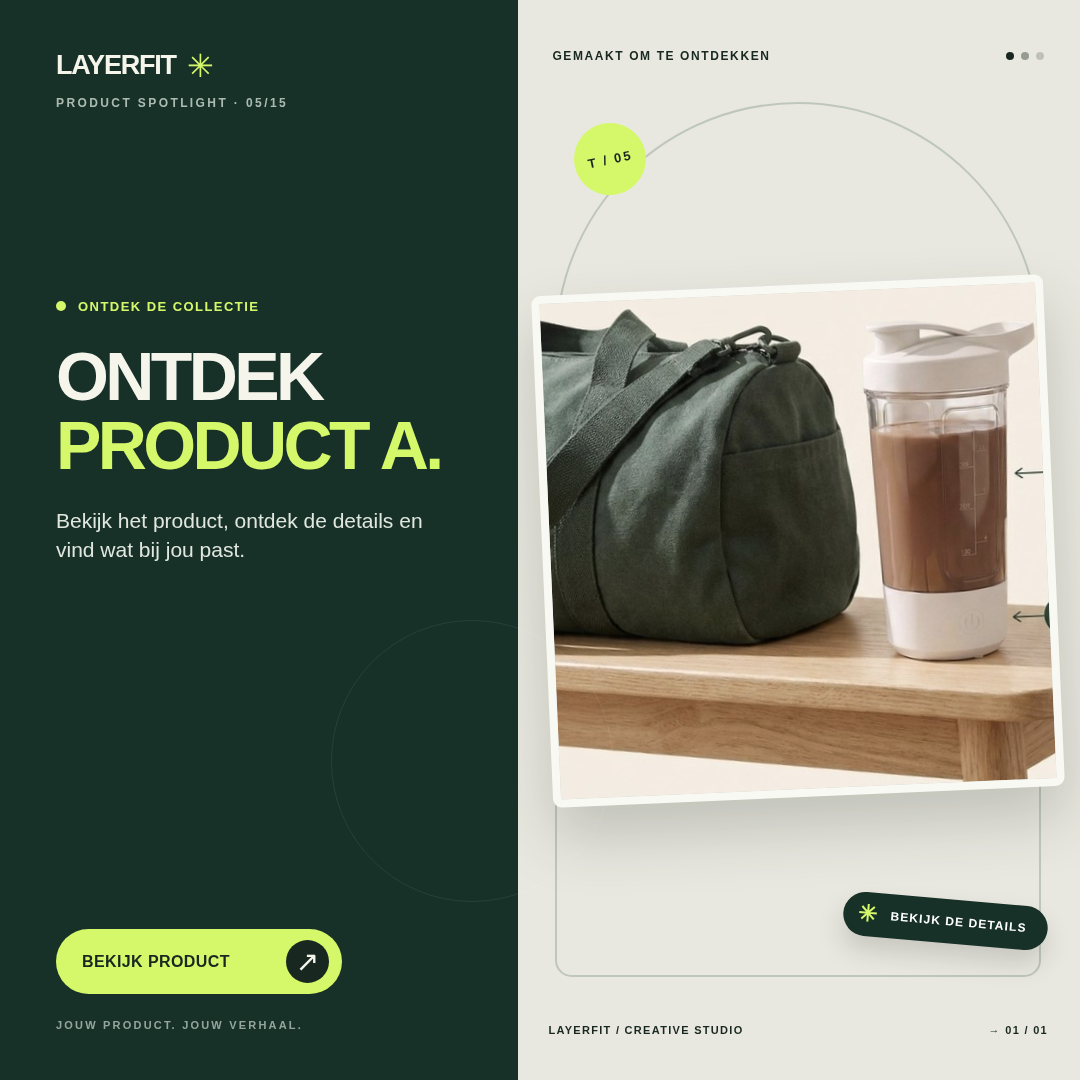 LAYERFIT
PRODUCT SPOTLIGHT · 05/15
ONTDEK DE COLLECTIE
ONTDEK
PRODUCT A.
Bekijk het product, ontdek de details en
vind wat bij jou past.
BEKIJK PRODUCT ↗
JOUW PRODUCT. JOUW VERHAAL.
GEMAAKT OM TE ONTDEKKEN
T / 05
BEKIJK DE DETAILS
LAYERFIT / CREATIVE STUDIO
→ 01 / 01